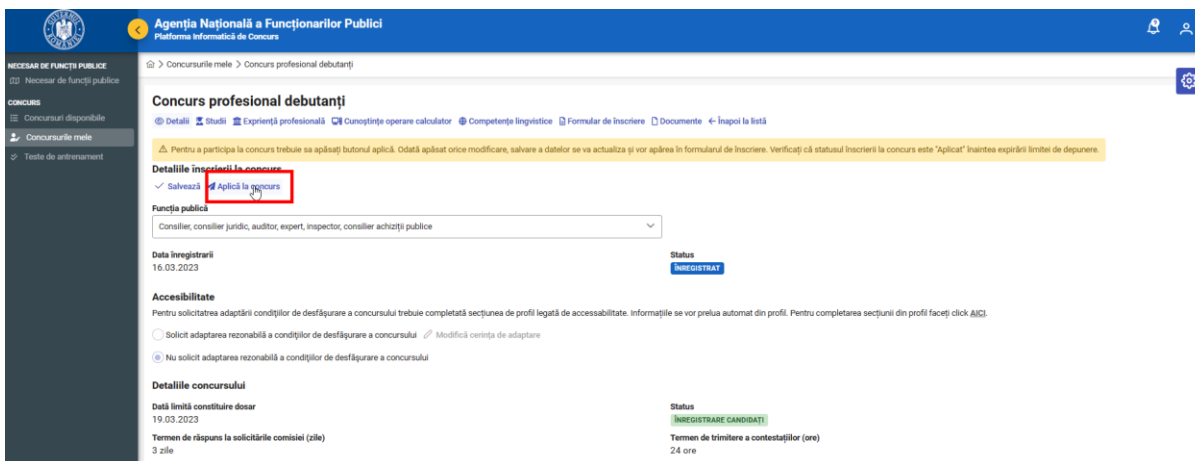 GUVERNUL ROMÂNIEI
Agenția Națională a Funcționarilor Publici
Platforma Informatică de Concurs
NECESAR DE FUNCȚII PUBLICE
Necesar de funcții publice
CONCURS
Concursuri disponibile
Concursurile mele
Teste de antrenament
> Concursurile mele > Concurs profesional debutanți
Concurs profesional debutanți
Detalii Studii Expriență profesională Cunoștințe operare calculator Competențe lingvistice Formular de înscriere Documente ← Înapoi la listă
Pentru a participa la concurs trebuie sa apăsați butonul aplică. Odată apăsat orice modificare, salvare a datelor se va actualiza și vor apărea în formularul de înscriere. Verificați că statusul înscrierii la concurs este "Aplicat" înaintea expirării limitei de depunere.
Detaliile înscrierii la concurs
Salvează Aplică la concurs
Funcția publică
Consilier, consilier juridic, auditor, expert, inspector, consilier achiziții publice
Data înregistrarii Status
16.03.2023 ÎNREGISTRAT
Accesibilitate
Pentru solicitatrea adaptării condițiilor de desfășurare a concursului trebuie completată secțiunea de profil legată de accessabilitate. Informațiile se vor prelua automat din profil. Pentru completarea secțiunii din profil faceți click AICI.
Solicit adaptarea rezonabilă a condițiilor de desfășurare a concursului Modifică cerința de adaptare
Nu solicit adaptarea rezonabilă a condițiilor de desfășurare a concursului
Detaliile concursului
Dată limită constituire dosar Status
19.03.2023 ÎNREGISTRARE CANDIDAȚI
Termen de răspuns la solicitările comisiei (zile) Termen de trimitere a contestațiilor (ore)
3 zile 24 ore